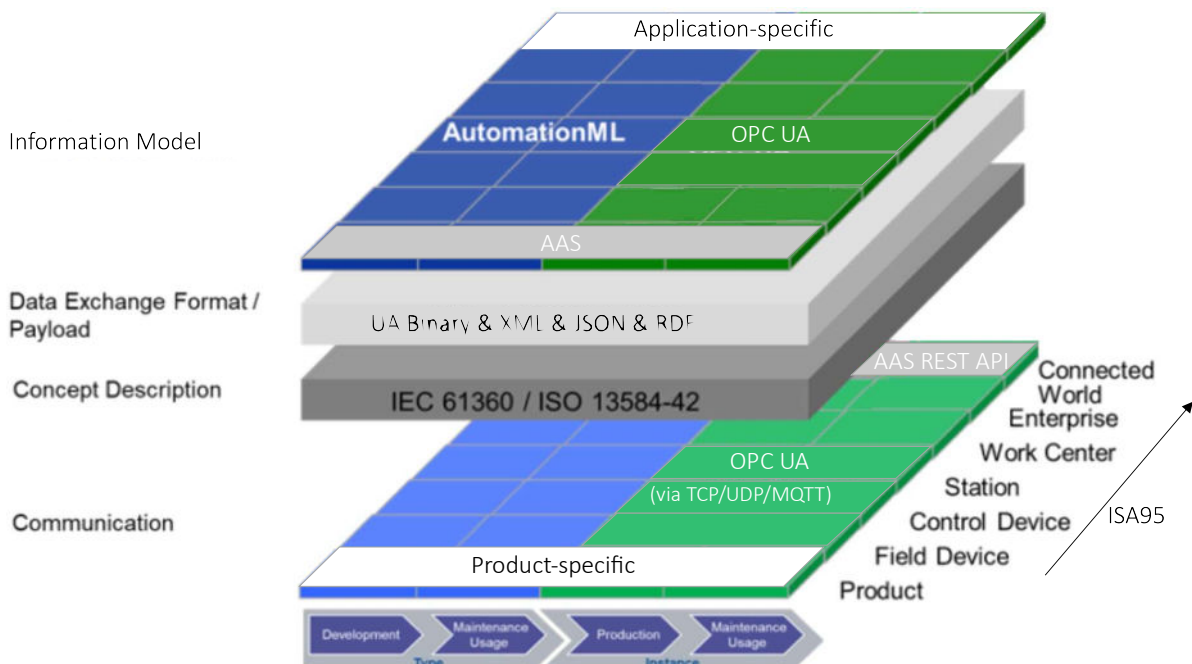 Application-specific
Information Model
AutomationML
OPC UA
AAS
Data Exchange Format /
Payload
UA Binary & XML & JSON & RDF
AAS REST API
Concept Description
IEC 61360 / ISO 13584-42
Connected
World
Enterprise
OPC UA
Work Center
(via TCP/UDP/MQTT)
Station
Communication
Control Device
ISA95
Product-specific
Field Device
Product
Development
Maintenance
Usage
Production
Maintenance
Usage
Type
Instance